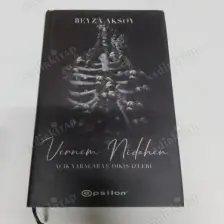 BEYZA AKSOY
Vernem Nidahen
AÇIK YARALAR VE DİKİŞ İZLERİ
epsilon